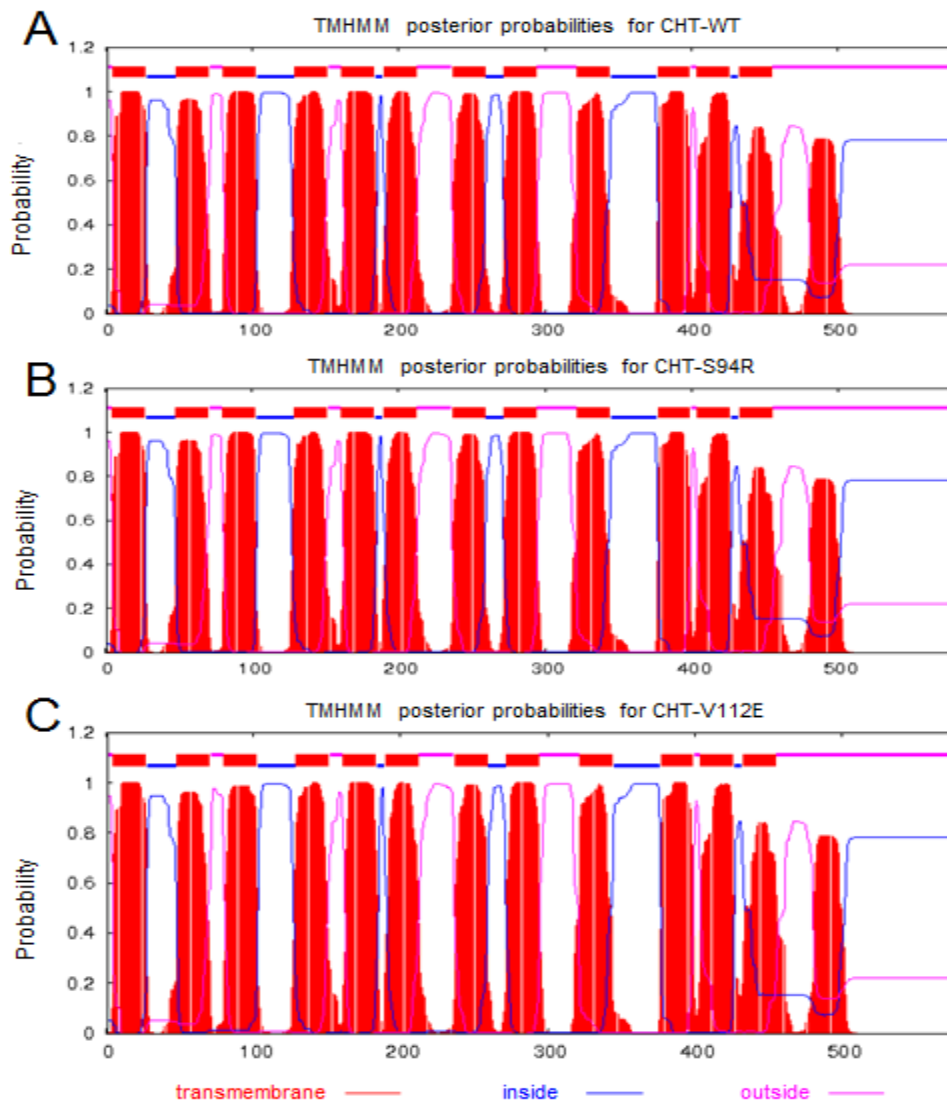 A
TMHMM posterior probabilities for CHT-WT
1.2
1
0.8
0.6
0.4
0.2
0
Probability
0 100 200 300 400 500
B
TMHMM posterior probabilities for CHT-S94R
1.2
1
0.8
0.6
0.4
0.2
0
Probability
0 100 200 300 400 500
C
TMHMM posterior probabilities for CHT-V112E
1.2
1
0.8
0.6
0.4
0.2
0
Probability
0 100 200 300 400 500
transmembrane inside outside